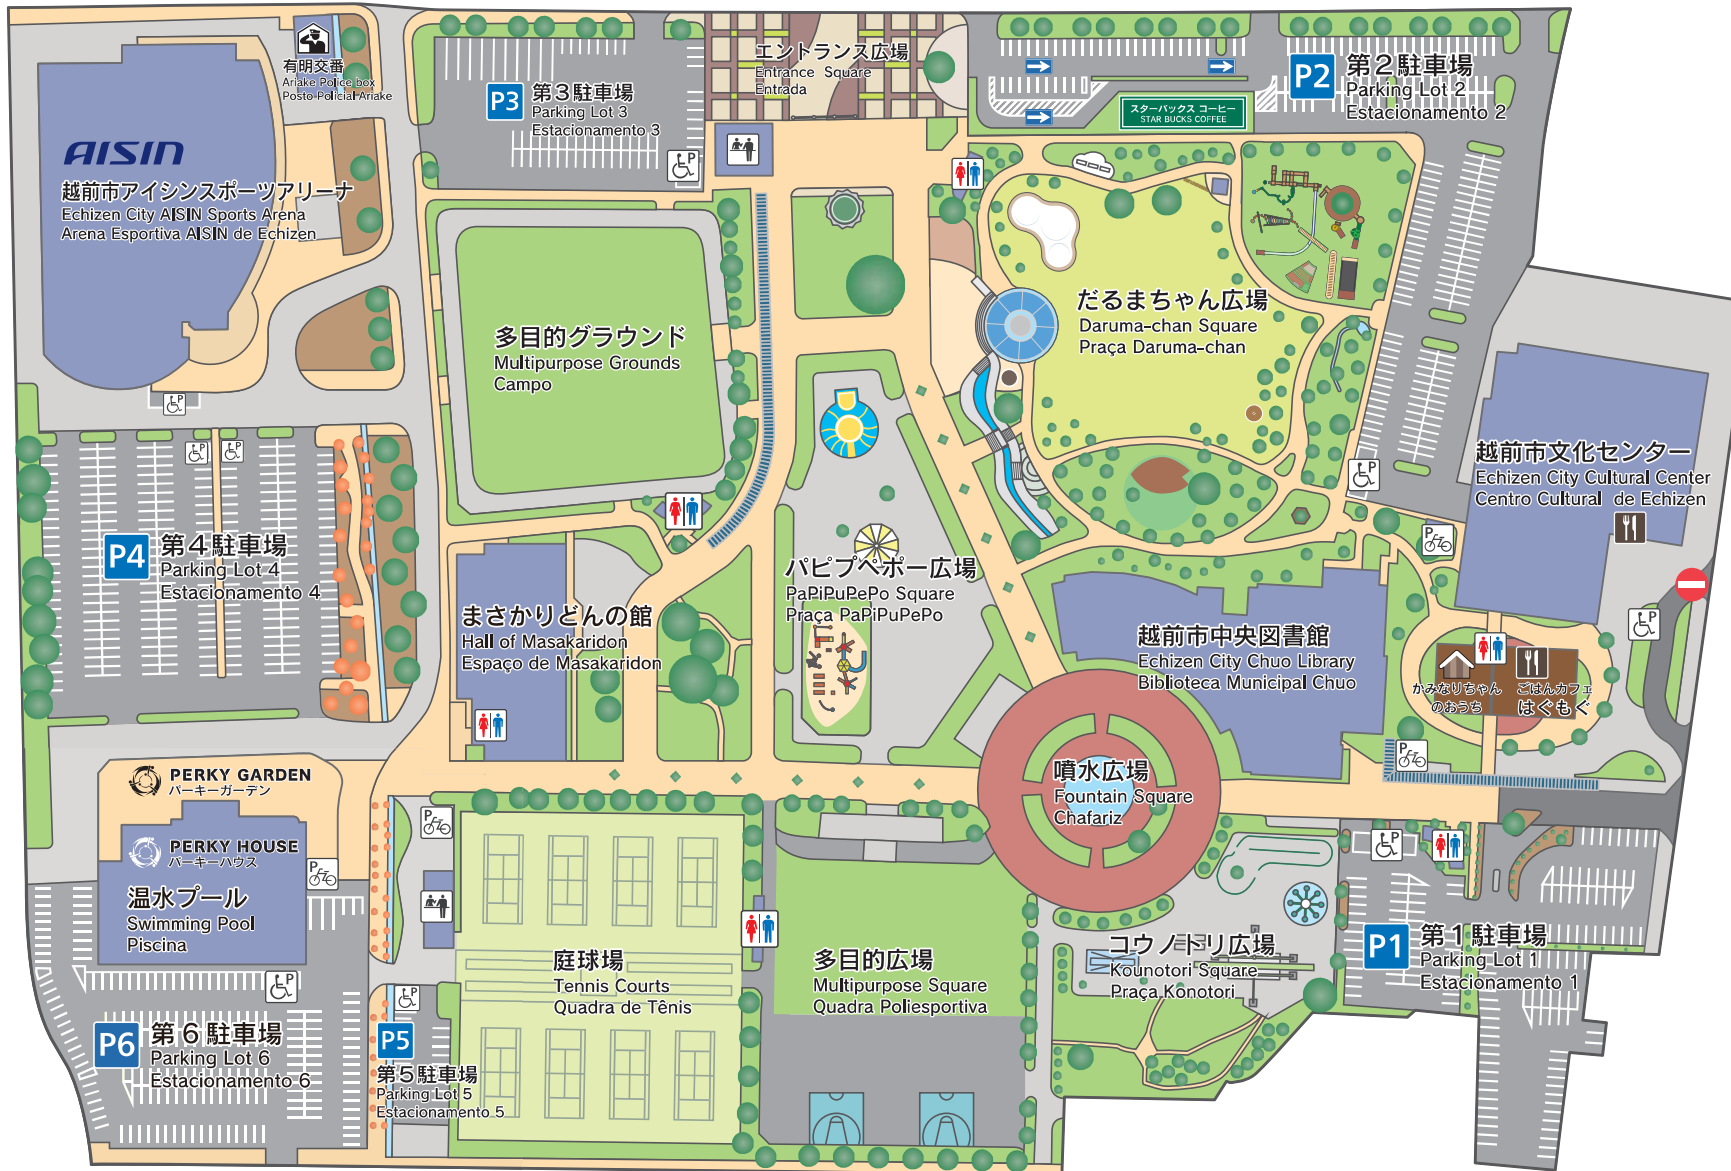 有明交番
Ariake Police box
Posto Policial Ariake
AISIN
越前市アイシンスポーツアリーナ
Echizen City AISIN Sports Arena
Arena Esportiva AISIN de Echizen
P3
第3駐車場
Parking Lot 3
Estacionamento 3
エントランス広場
Entrance Square
Entrada
P2
第2駐車場
Parking Lot 2
Estacionamento 2
スターバックス コーヒー
STAR BUCKS COFFEE
P
だるまちゃん広場
Daruma-chan Square
Praça Daruma-chan
多目的グラウンド
Multipurpose Grounds
Campo
P
P
P
P4
第4駐車場
Parking Lot 4
Estacionamento 4
越前市文化センター
Echizen City Cultural Center
Centro Cultural de Echizen
P
P
パピプペポー広場
PaPiPuPePo Square
Praça PaPiPuPePo
まさかりどんの館
Hall of Masakaridon
Espaço de Masakaridon
越前市中央図書館
Echizen City Chuo Library
Biblioteca Municipal Chuo
P
かみなりちゃん
のおうち
ごはんカフェ
はぐもぐ
P
PERKY GARDEN
パーキーガーデン
PERKY HOUSE
パーキーハウス
P
P
温水プール
Swimming Pool
Piscina
噴水広場
Fountain Square
Chafariz
P
P1
第1駐車場
Parking Lot 1
Estacionamento 1
コウノトリ広場
Kounotori Square
Praça Konotori
庭球場
Tennis Courts
Quadra de Tênis
多目的広場
Multipurpose Square
Quadra Poliesportiva
P
P
P6
第6駐車場
Parking Lot 6
Estacionamento 6
P5
第5駐車場
Parking Lot 5
Estacionamento 5